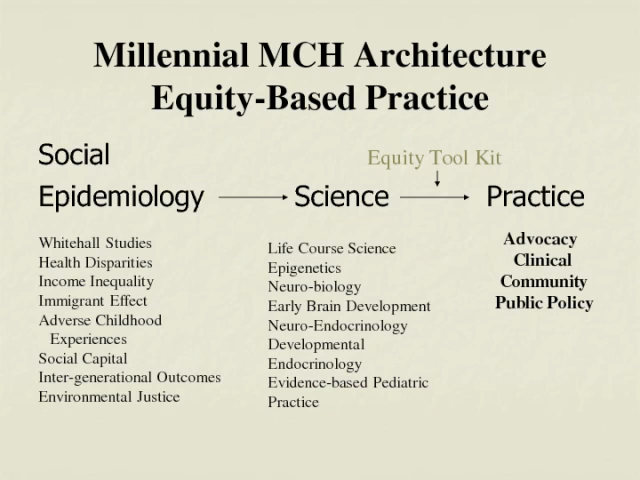 Millennial MCH Architecture
Equity-Based Practice
Social
Epidemiology
Equity Tool Kit
Science
Practice
Whitehall Studies
Health Disparities
Income Inequality
Immigrant Effect
Adverse Childhood
Experiences
Social Capital
Inter-generational Outcomes
Environmental Justice
Life Course Science
Epigenetics
Neuro-biology
Early Brain Development
Neuro-Endocrinology
Developmental
Endocrinology
Evidence-based Pediatric
Practice
Advocacy
Clinical
Community
Public Policy